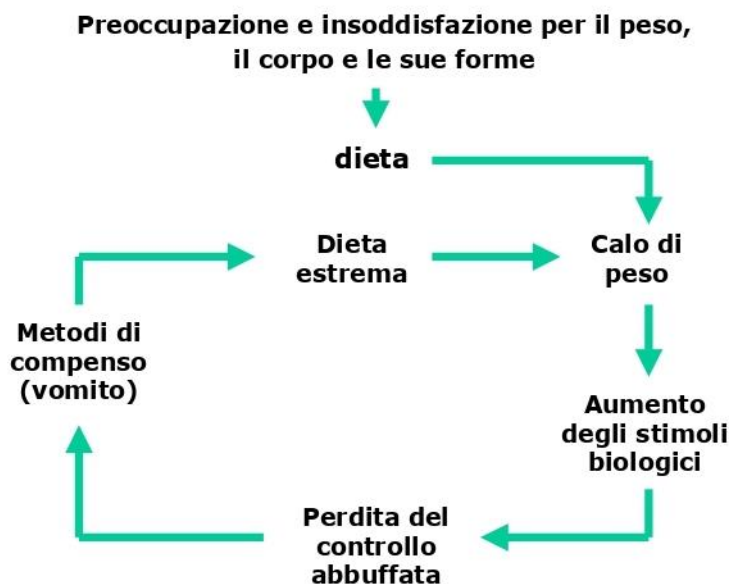 Preoccupazione e insoddisfazione per il peso,
il corpo e le sue forme
dieta
Dieta
estrema
Calo di
peso
Metodi di
compenso
(vomito)
Aumento
degli stimoli
biologici
Perdita del
controllo
abbuffata